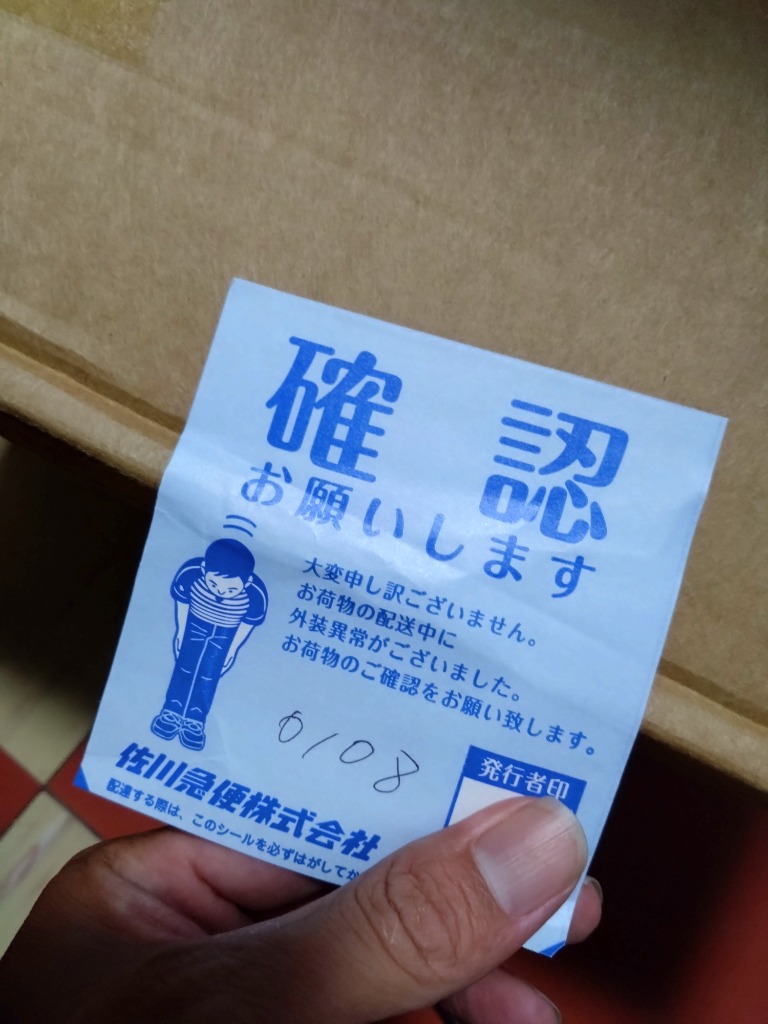 確認
お願いします
大変申し訳ございません。
お荷物の配送中に
外装異常がございました。
お荷物のご確認をお願い致します。
0108
発行者印
佐川急便株式会社
配達する際は、このシールを必ずはがしてか